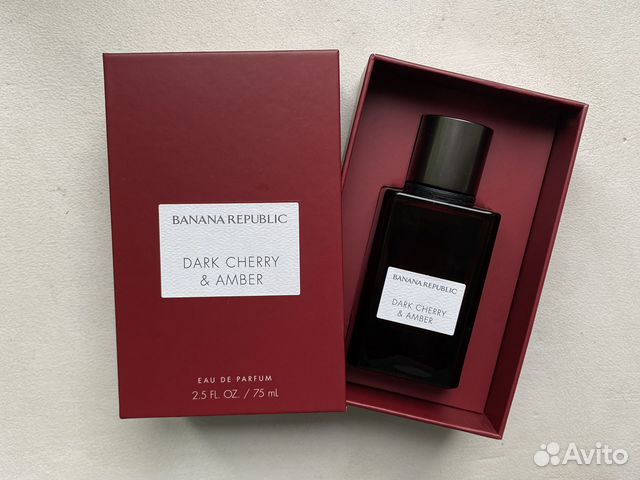 BANANA REPUBLIC
DARK CHERRY
& AMBER
EAU DE PARFUM
2.5 FL. OZ. / 75 mL
BANANA REPUBLIC
DARK CHERRY
& AMBER
Avito